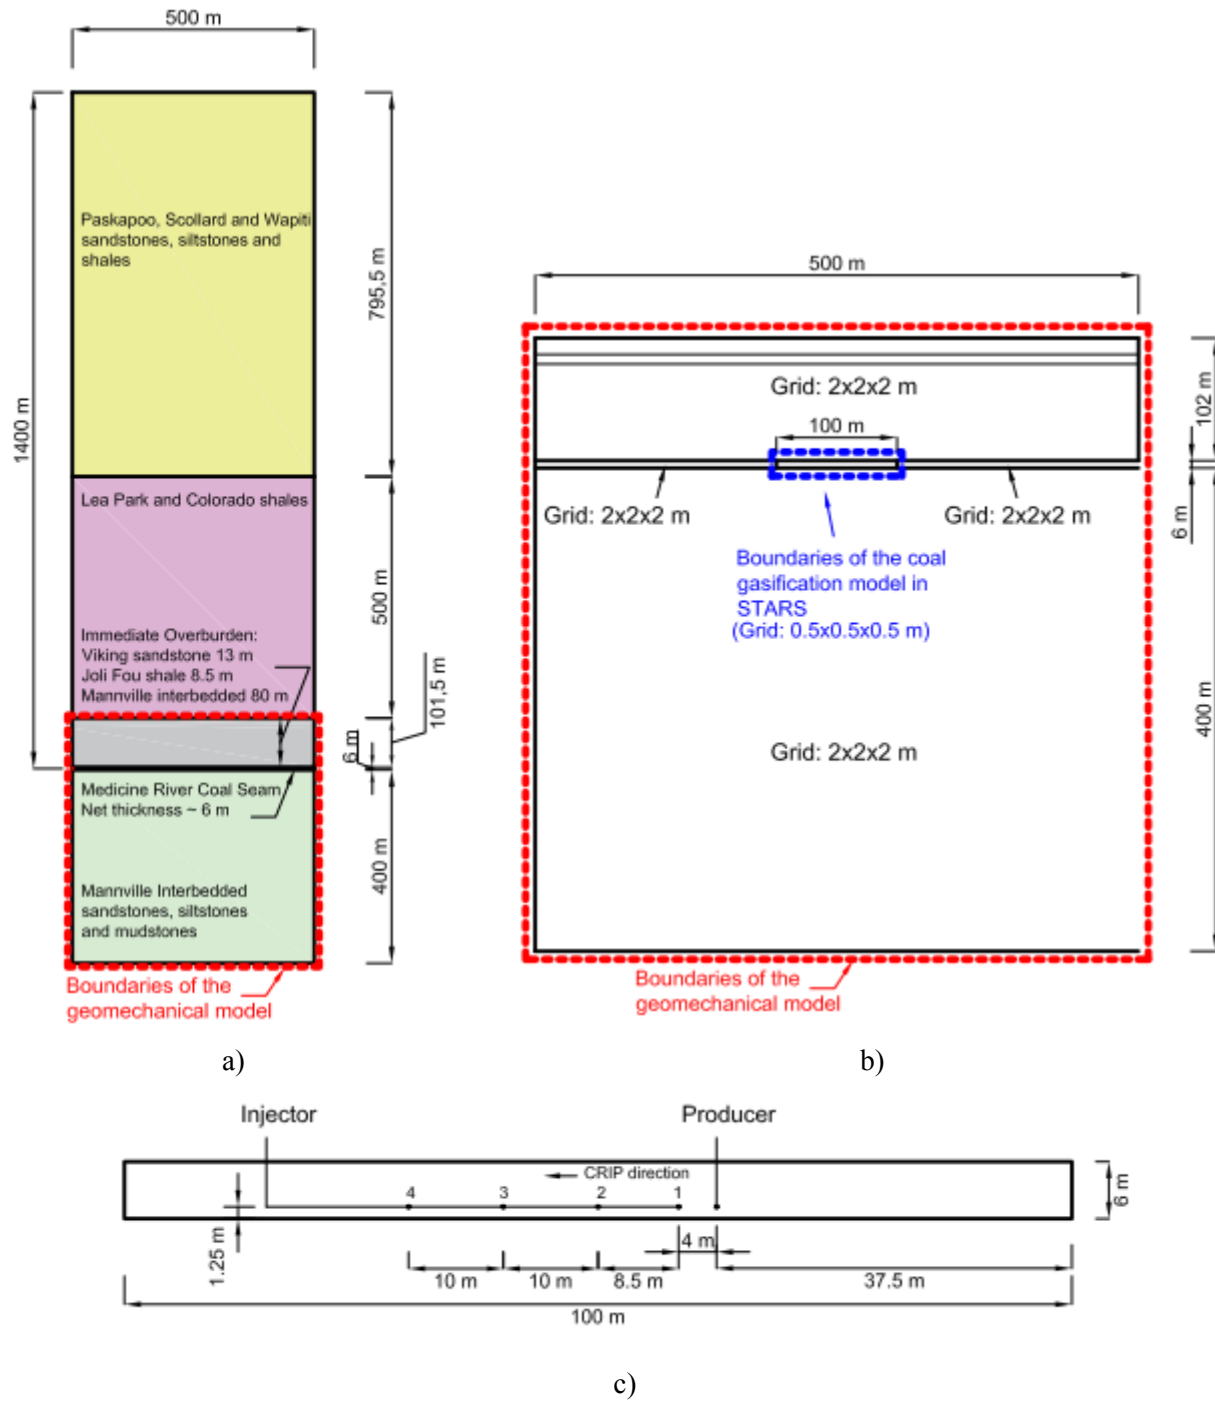 500 m
1400 m
Paskapoo, Scollard and Wapiti
sandstones, siltstones and
shales
795,5 m
Lea Park and Colorado shales
500 m
Immediate Overburden:
Viking sandstone 13 m
Joli Fou shale 8.5 m
Mannville interbedded 80 m
101,5 m
6 m
Medicine River Coal Seam
Net thickness ~ 6 m
400 m
Mannville Interbedded
sandstones, siltstones
and mudstones
Boundaries of the
geomechanical model
a)
500 m
Grid: 2x2x2 m
102 m
100 m
Grid: 2x2x2 m
Grid: 2x2x2 m
6 m
Boundaries of the coal
gasification model in
STARS
(Grid: 0.5x0.5x0.5 m)
400 m
Grid: 2x2x2 m
Boundaries of the
geomechanical model
b)
Injector
Producer
CRIP direction
4
3
2
1
6 m
1.25 m
4 m
10 m
10 m
8.5 m
37.5 m
100 m
c)